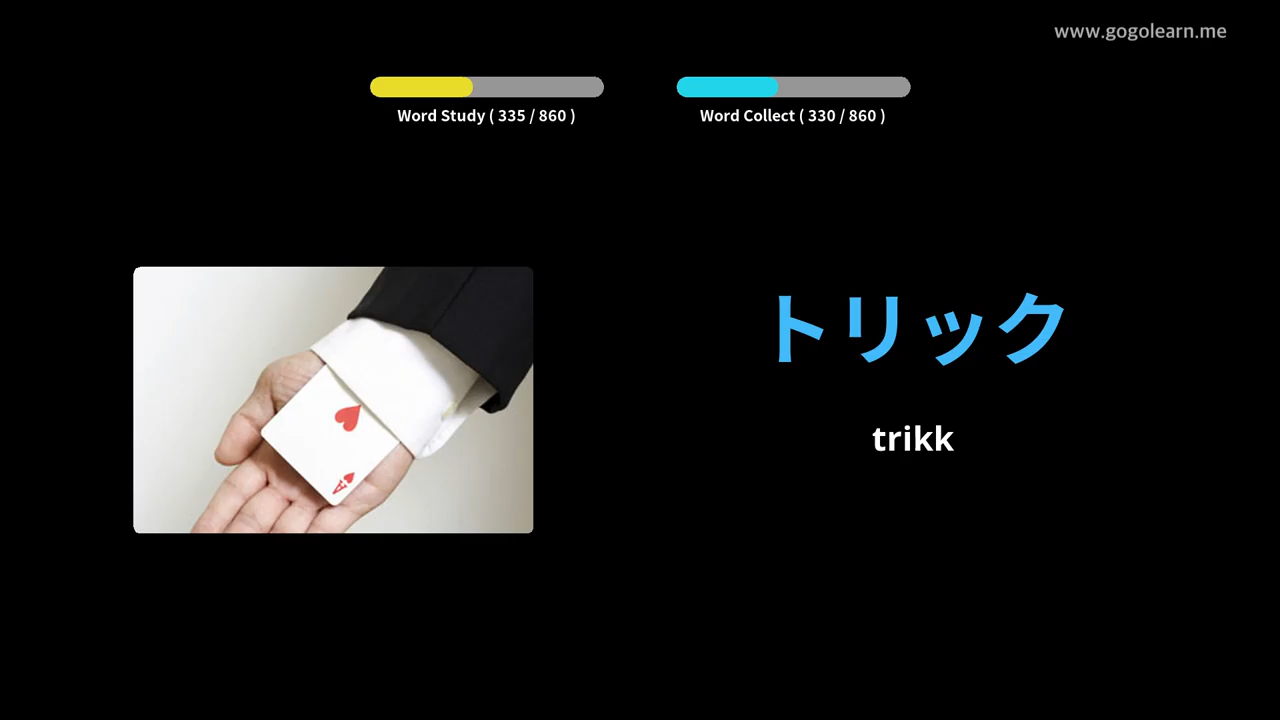 www.gogolearn.me
Word Study ( 335 / 860 )
Word Collect ( 330 / 860 )
トリック
trikk
A